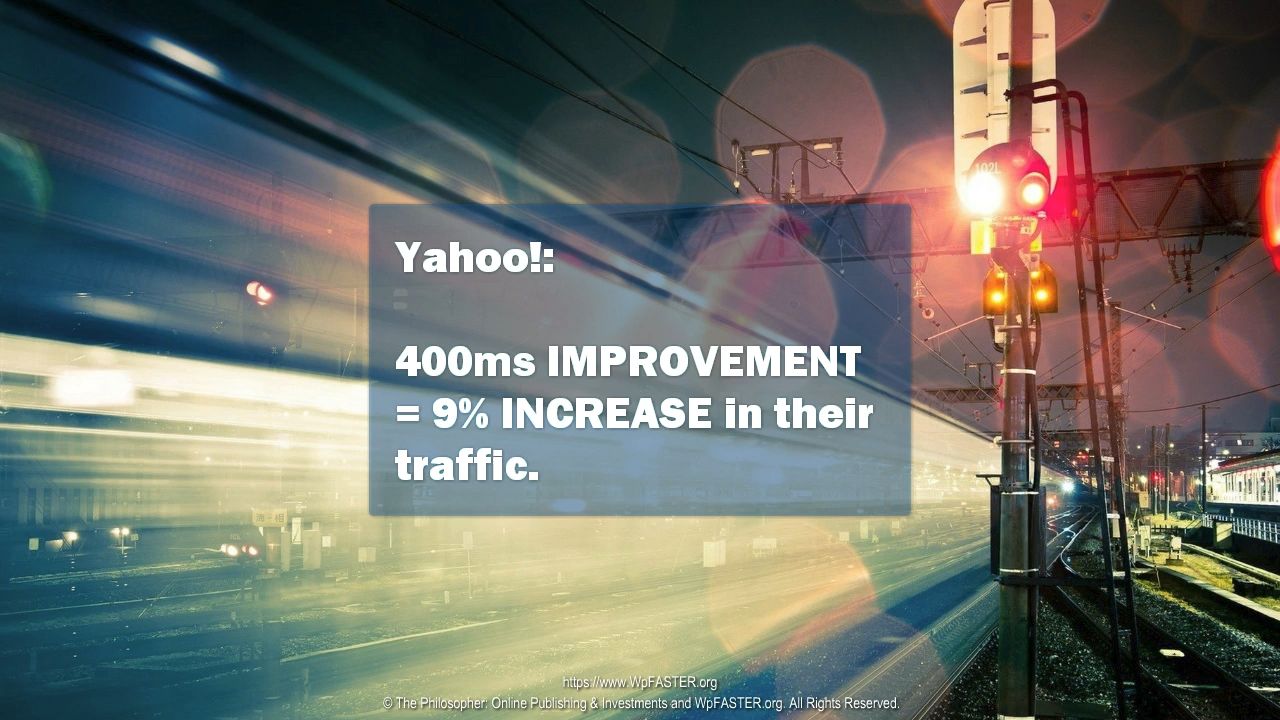 102L
Yahoo!:
400ms IMPROVEMENT
= 9% INCREASE in their
traffic.
https://www.WpFASTER.org
© The Philosopher: Online Publishing & Investments and WpFASTER.org. All Rights Reserved.